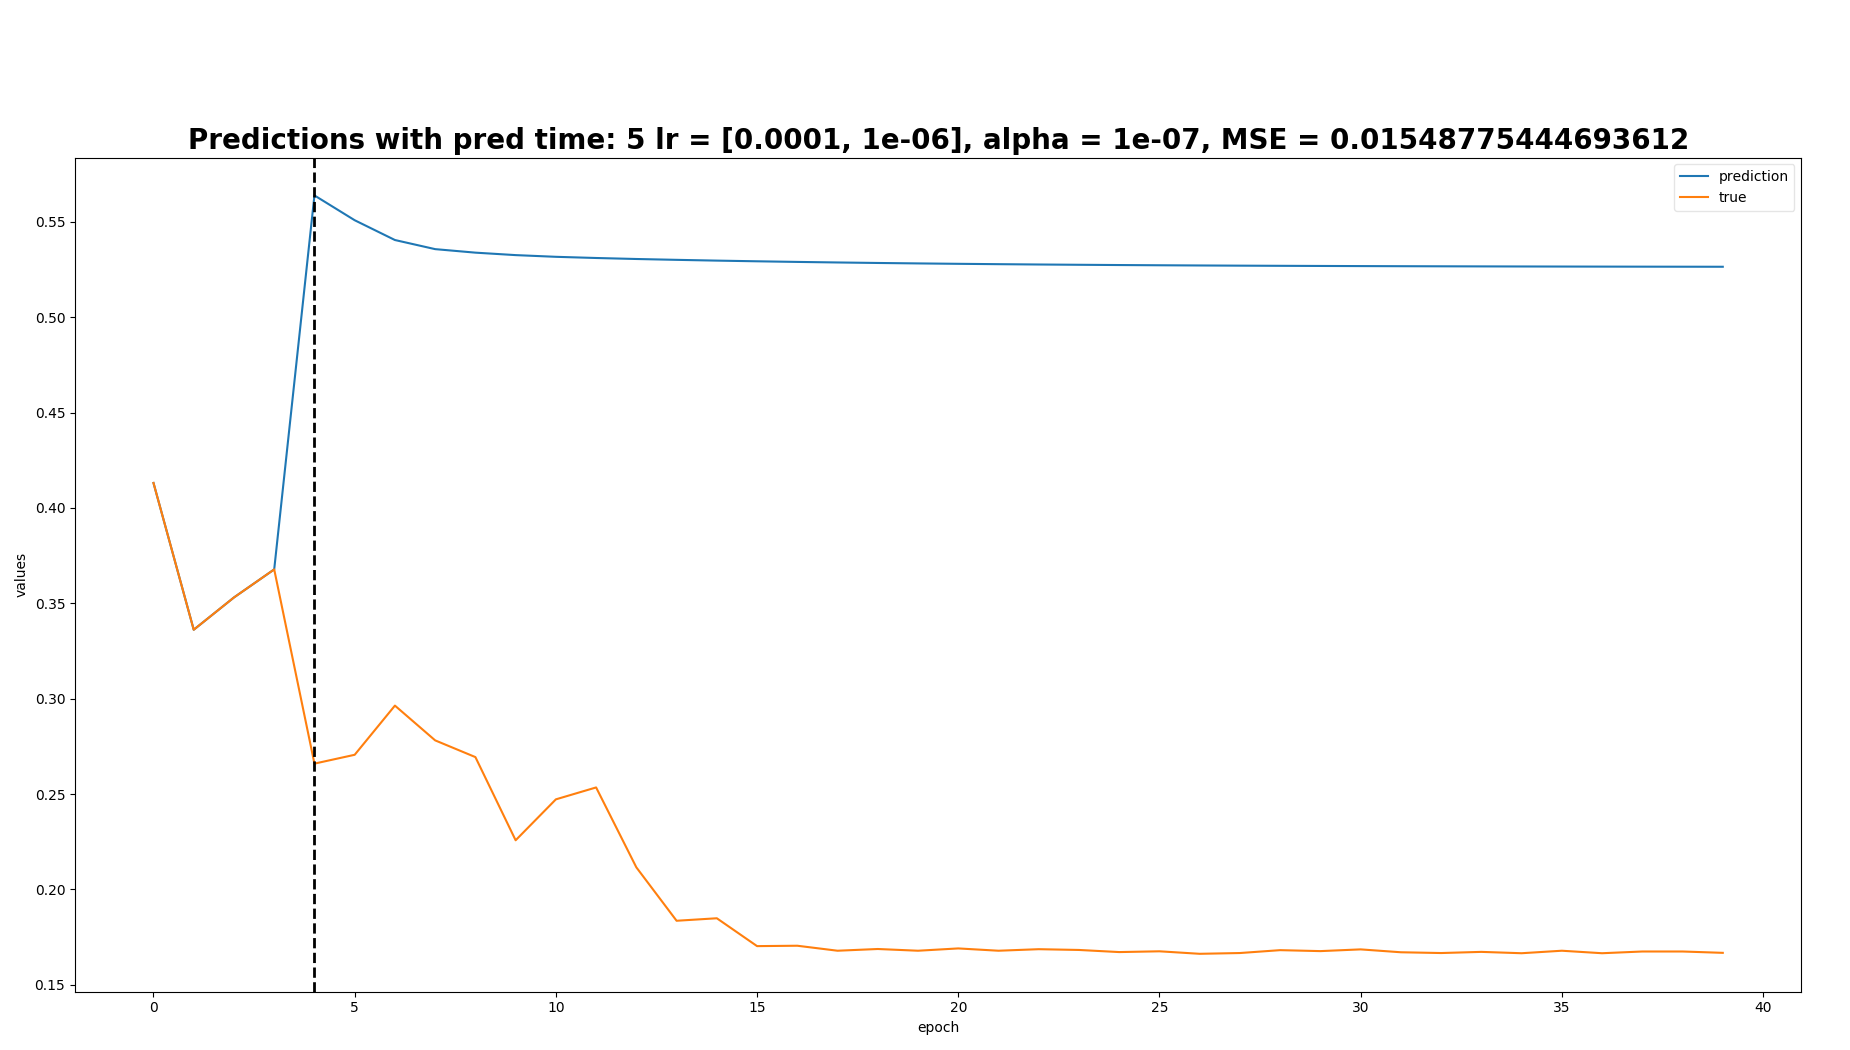 Predictions with pred time: 5 lr = [0.0001, 1e-06], alpha = 1e-07, MSE = 0.01548775444693612
prediction
true
0.55
0.50
0.45
0.40
0.35
0.30
0.25
0.20
0.15
values
0 5 10 15 20 25 30 35 40
epoch